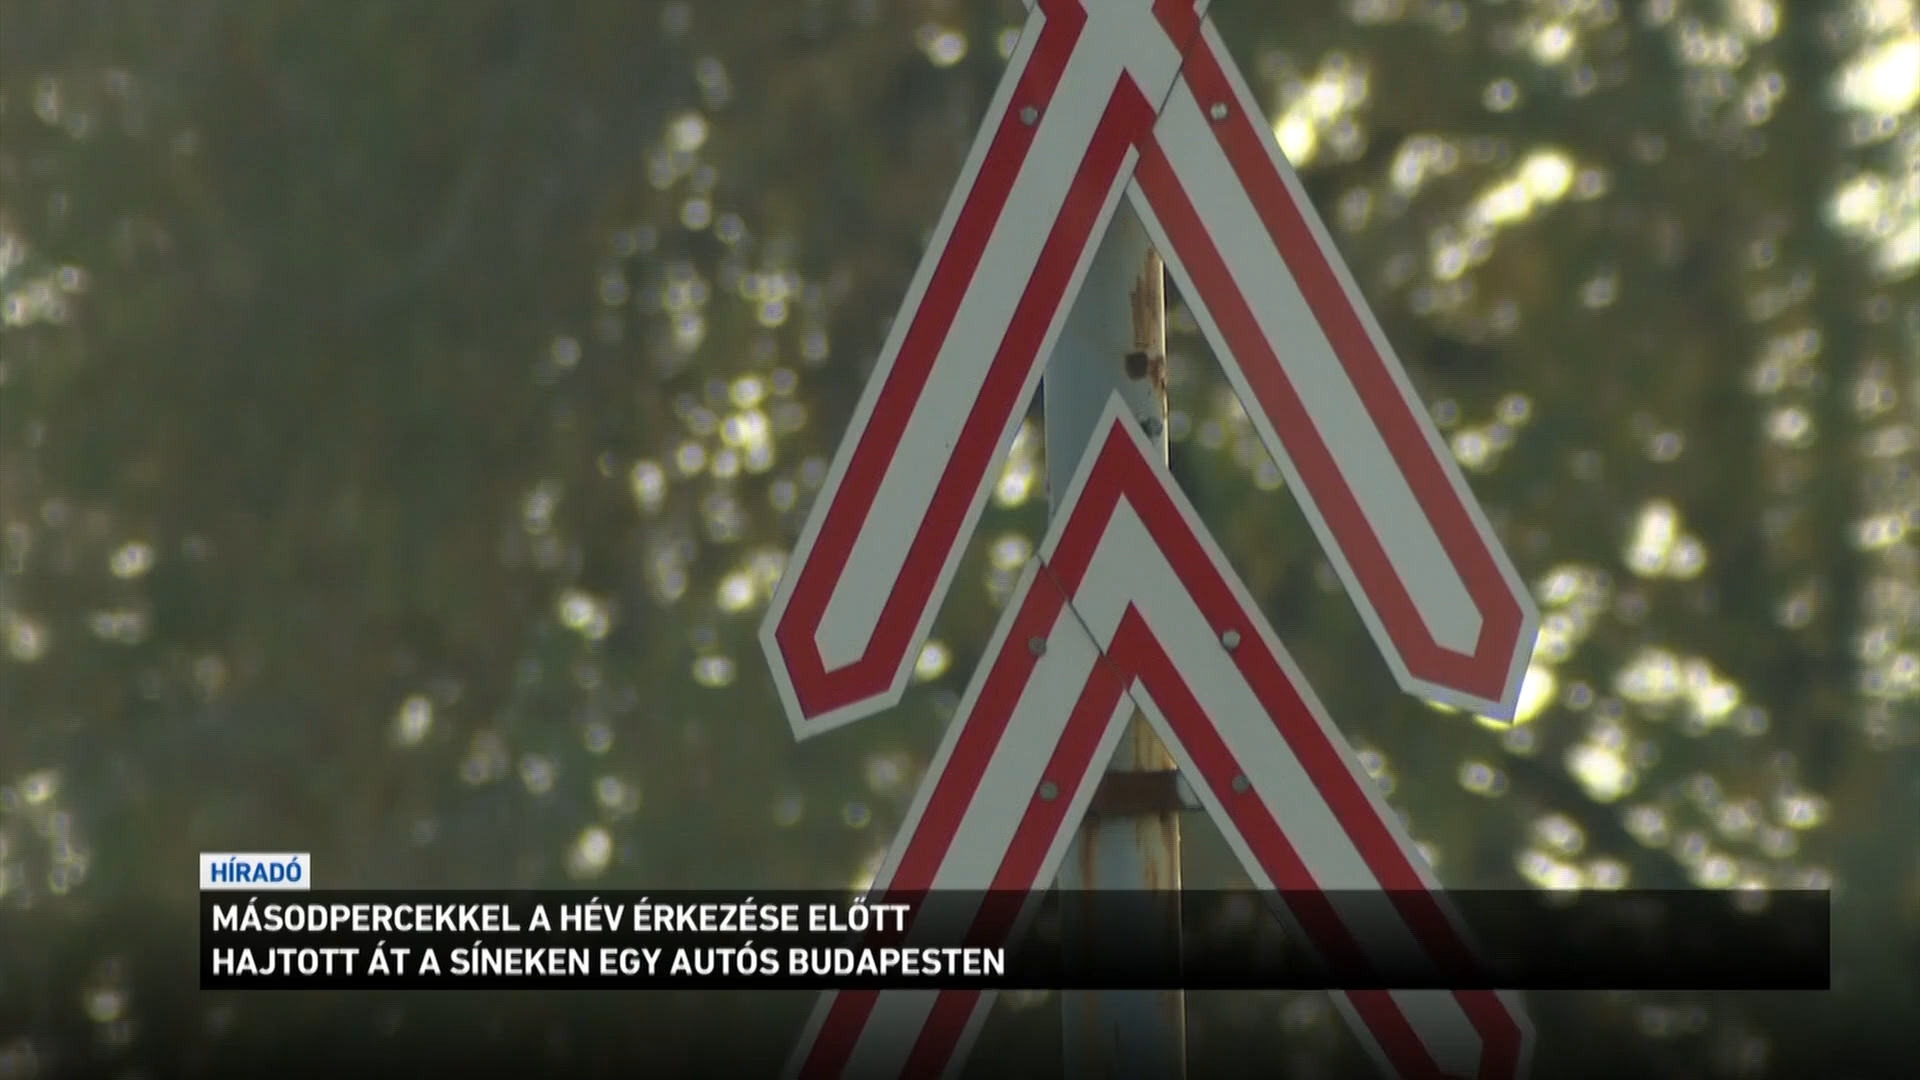 HÍRADÓ
MÁSODPERCEKKEL A HÉV ÉRKEZÉSE ELŐTT
HAJTOTT ÁT A SÍNEKEN EGY AUTÓS BUDAPESTEN